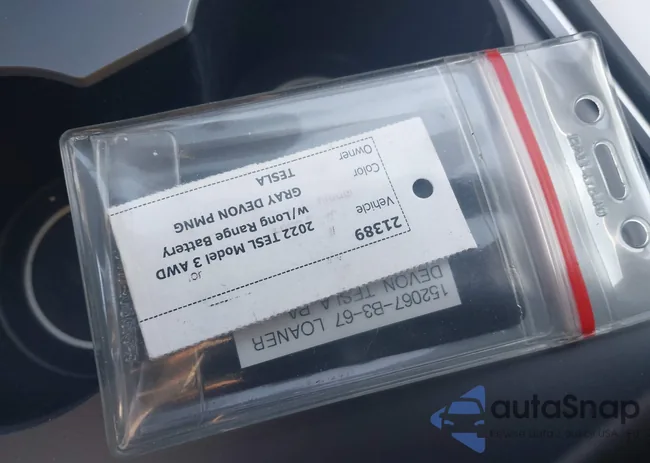 21389
Vehicle
2022 TESL Model 3 AWD
w/Long Range Battery
Color
GRAY DEVON PMNG
Owner
TESLA
152067-B3-67 LOANER
DEVON TESLA
autaSnap